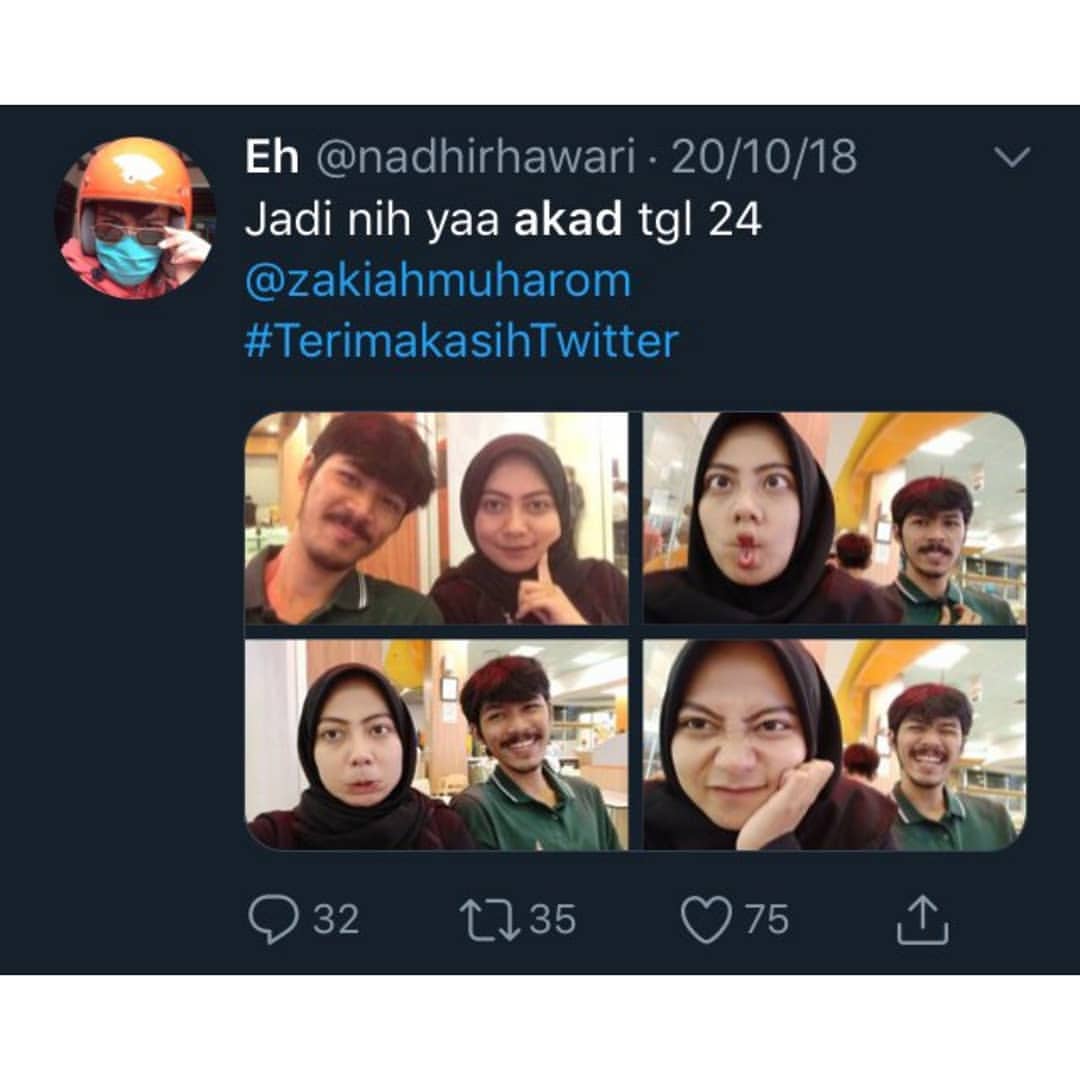 Eh @nadhirhawari · 20/10/18
Jadi nih yaa akad tgl 24
@zakiahmuharom
#TerimakasihTwitter
32 35 75